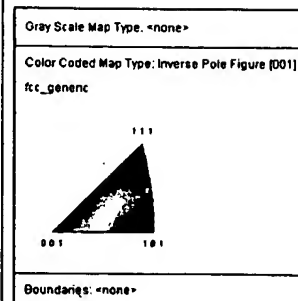 Gray Scale Map Type: <none>
Color Coded Map Type: Inverse Pole Figure [001]
fcc_generic
111
001 101
Boundaries: <none>